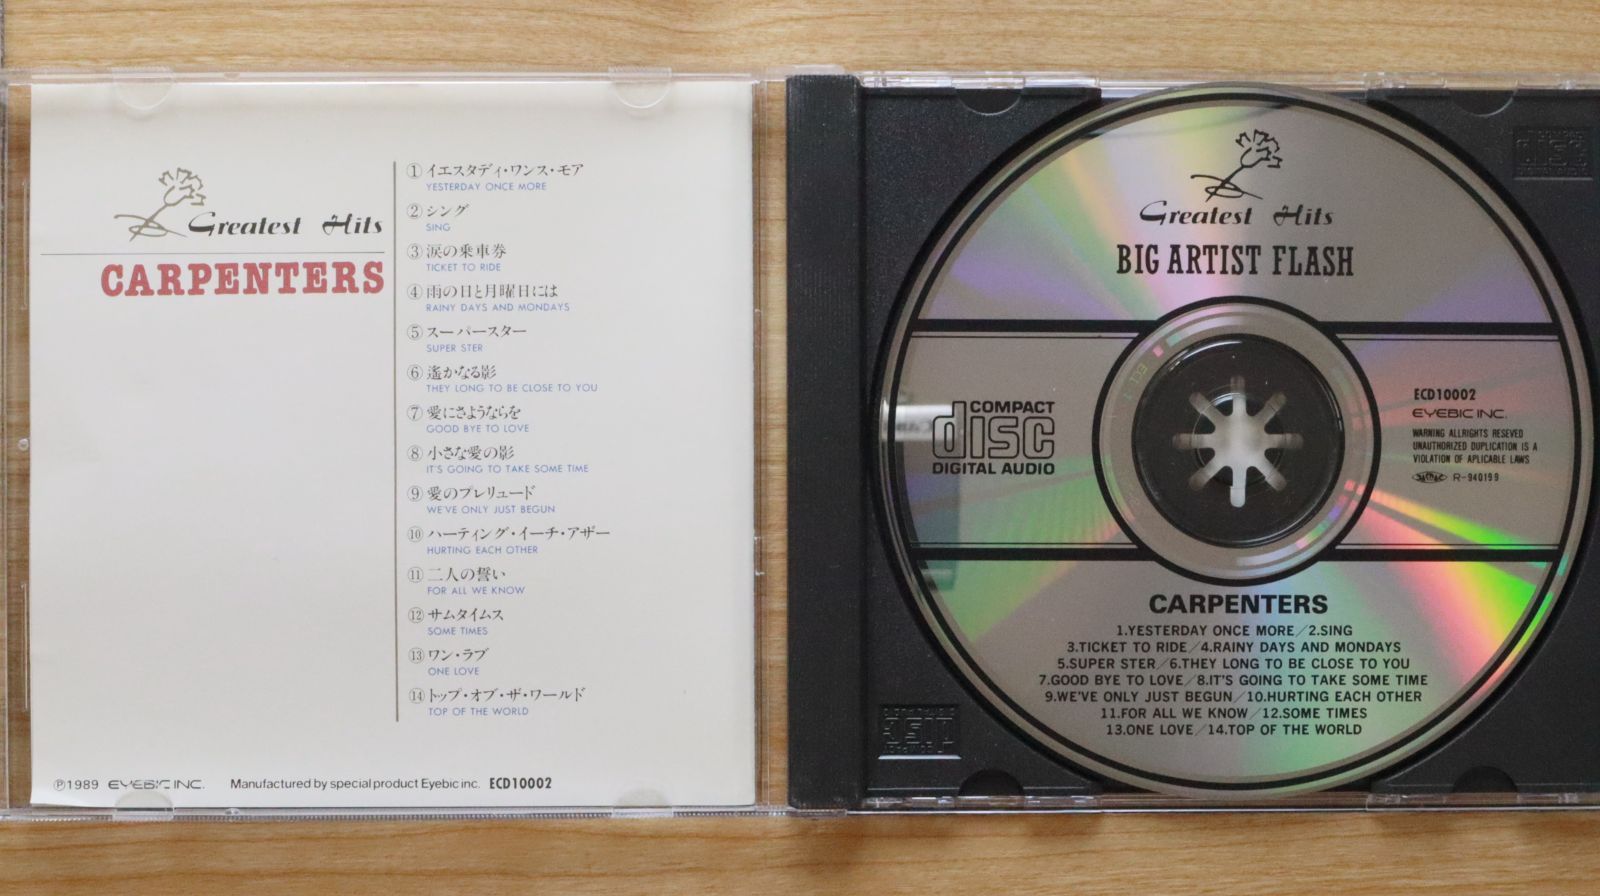 Greatest Hits
CARPENTERS
① イエスタディ・ワンス・モア
YESTERDAY ONCE MORE
② シング
SING
③ 涙の乗車券
TICKET TO RIDE
④ 雨の日と月曜日には
RAINY DAYS AND MONDAYS
⑤ スーパースター
SUPER STER
⑥ 遙かなる影
THEY LONG TO BE CLOSE TO YOU
⑦ 愛にさようならを
GOOD BYE TO LOVE
⑧ 小さな愛の影
IT'S GOING TO TAKE SOME TIME
⑨ 愛のプレリュード
WE'VE ONLY JUST BEGUN
⑩ ハーティング・イーチ・アザー
HURTING EACH OTHER
⑪ 二人の誓い
FOR ALL WE KNOW
⑫ サムタイムス
SOME TIMES
⑬ ワン・ラブ
ONE LOVE
⑭ トップ・オブ・ザ・ワールド
TOP OF THE WORLD
Ⓟ1989 EYEBIC INC. Manufactured by special product Eyebic inc. ECD10002
Greatest Hits
BIG ARTIST FLASH
COMPACT
disc
DIGITAL AUDIO
ECD10002
EYEBIC INC.
WARNING ALLRIGHTS RESEVED
UNAUTHORIZED DUPLICATION IS A
VIOLATION OF APLICABLE LAWS
R-940199
CARPENTERS
1.YESTERDAY ONCE MORE/2.SING
3.TICKET TO RIDE/4.RAINY DAYS AND MONDAYS
5.SUPER STER/6.THEY LONG TO BE CLOSE TO YOU
7.GOOD BYE TO LOVE/8.IT'S GOING TO TAKE SOME TIME
9.WE'VE ONLY JUST BEGUN/10.HURTING EACH OTHER
11.FOR ALL WE KNOW/12.SOME TIMES
13.ONE LOVE/14.TOP OF THE WORLD